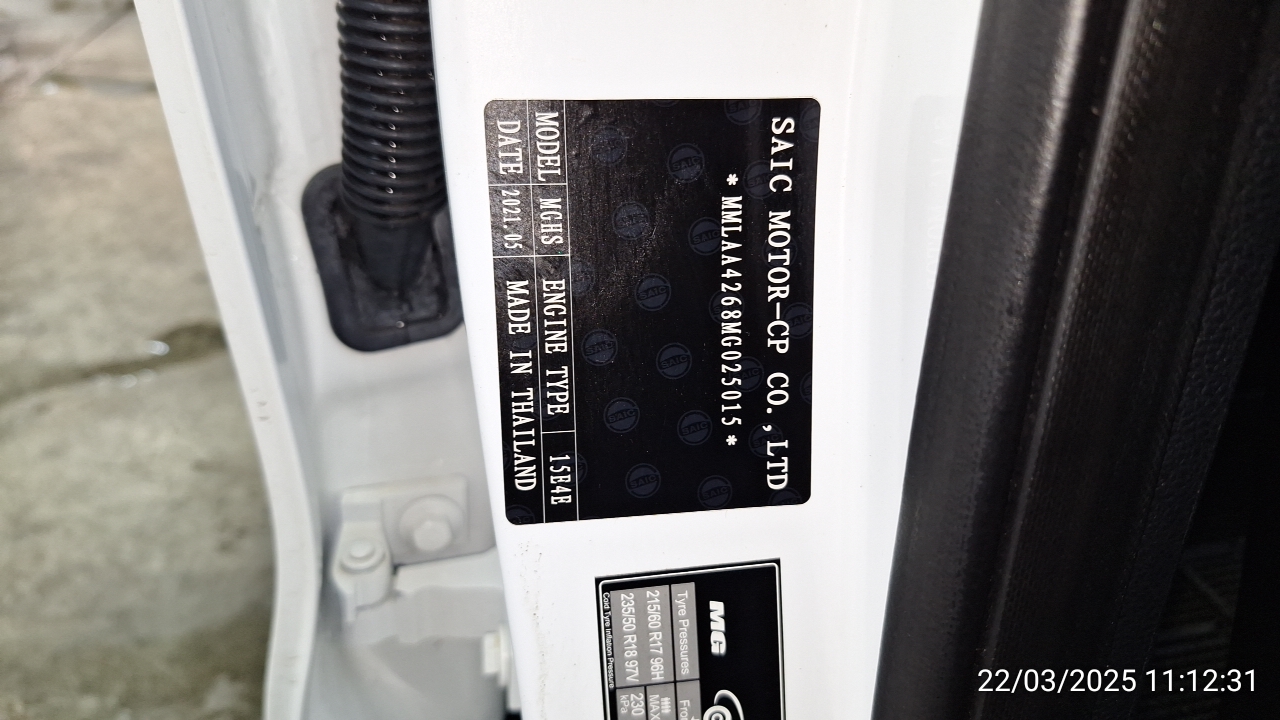 SAIC MOTOR-CP CO.,LTD
* MMLAA4268MG025015 *
MODEL MGHS ENGINE TYPE 15E4E
DATE 2021.05 MADE IN THAILAND
MG
Tyre Pressures
215/60 R17 96H MAX
235/50 R18 97V 230 kPa
Cold Tyre Inflation Pressure
22/03/2025 11:12:31